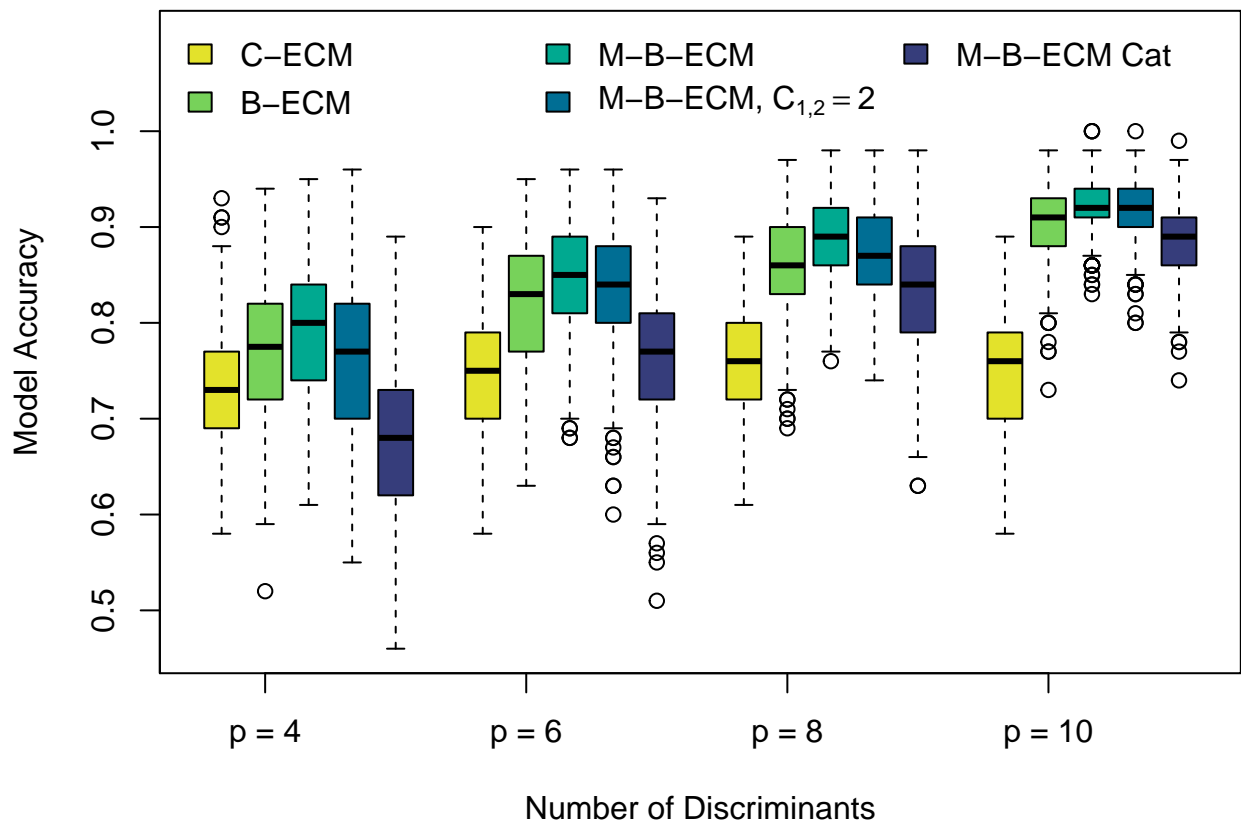 C−ECM
B−ECM
M−B−ECM
M−B−ECM, C1,2 = 2
M−B−ECM Cat
Model Accuracy
1.0
0.9
0.8
0.7
0.6
0.5
p = 4
p = 6
p = 8
p = 10
Number of Discriminants